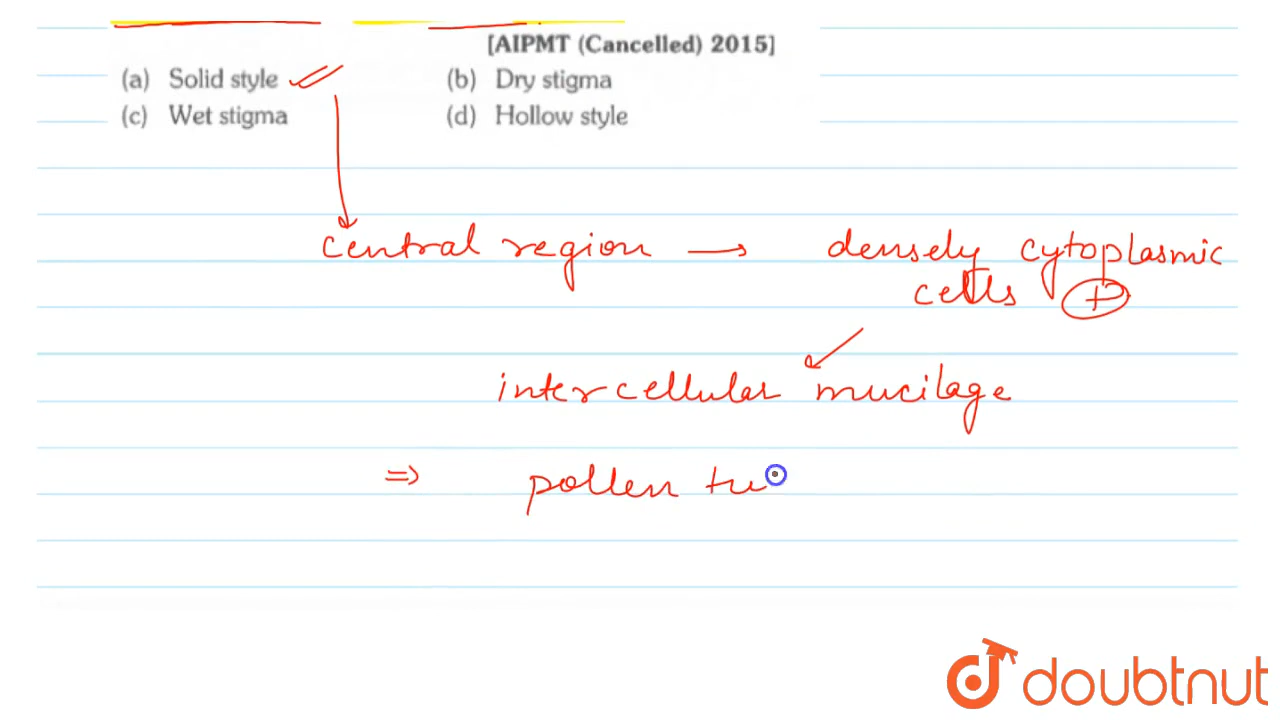 [AIPMT (Cancelled) 2015]
(a) Solid style (b) Dry stigma
(c) Wet stigma (d) Hollow style
central region → densely cytoplasmic
cells +
intercellular mucilage
⇒ pollen tu
doubtnut